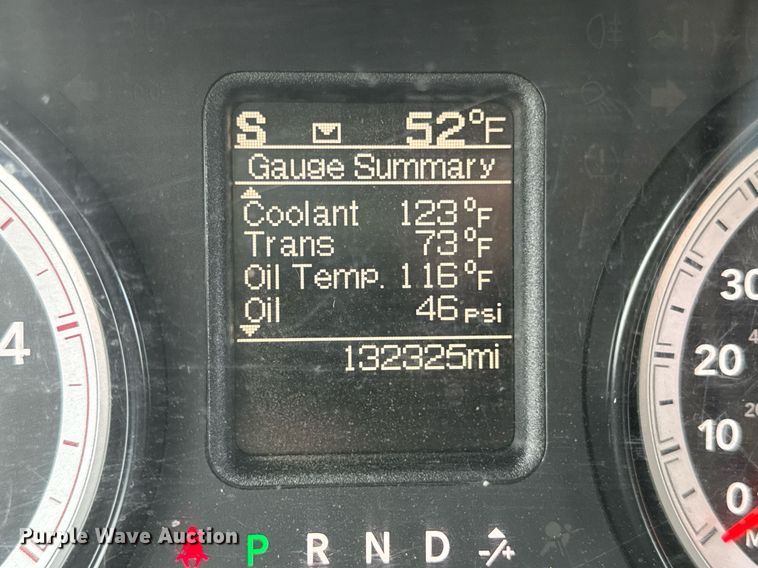 S 52°F
Gauge Summary
Coolant 123°F
Trans 73°F
Oil Temp. 116°F
Oil 46 psi
132325mi
4
30
20
10
0
P R N D -/+
Purple Wave Auction